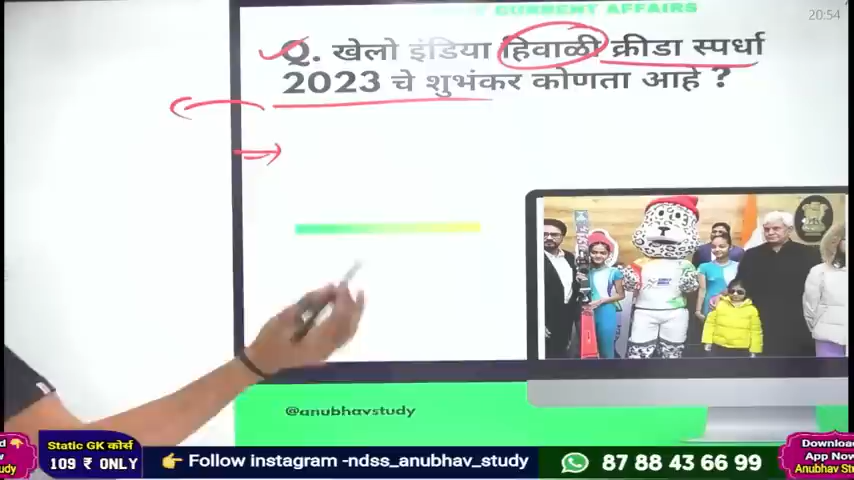 CURRENT AFFAIRS
20:54
Q. खेलो इंडिया हिवाळी क्रीडा स्पर्धा
2023 चे शुभंकर कोणता आहे ?
@anubhavstudy
Static GK कोर्स
109 ₹ ONLY
👉 Follow instagram -ndss_anubhav_study
87 88 43 66 99
Download
App Now
Anubhav St